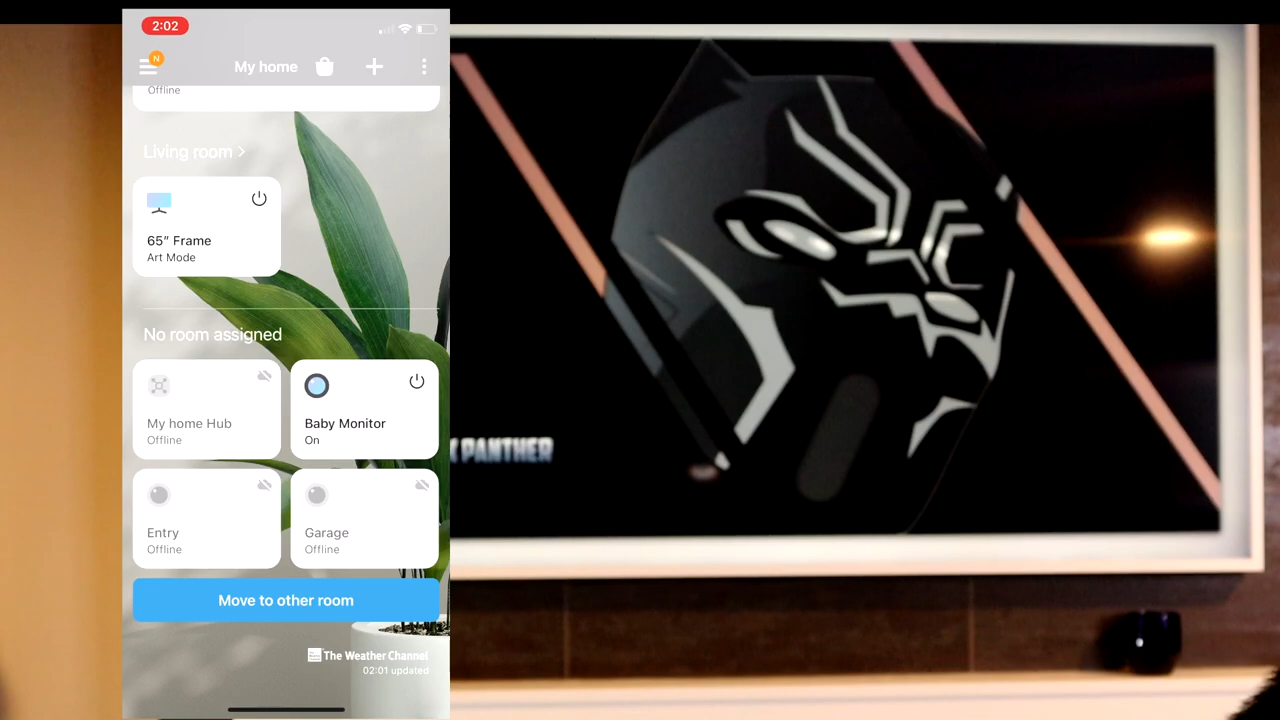 2:02
N
My home
Offline
Living room >
65” Frame
Art Mode
No room assigned
My home Hub
Offline
Baby Monitor
On
Entry
Offline
Garage
Offline
Move to other room
The Weather Channel
02:01 updated
K PANTHER